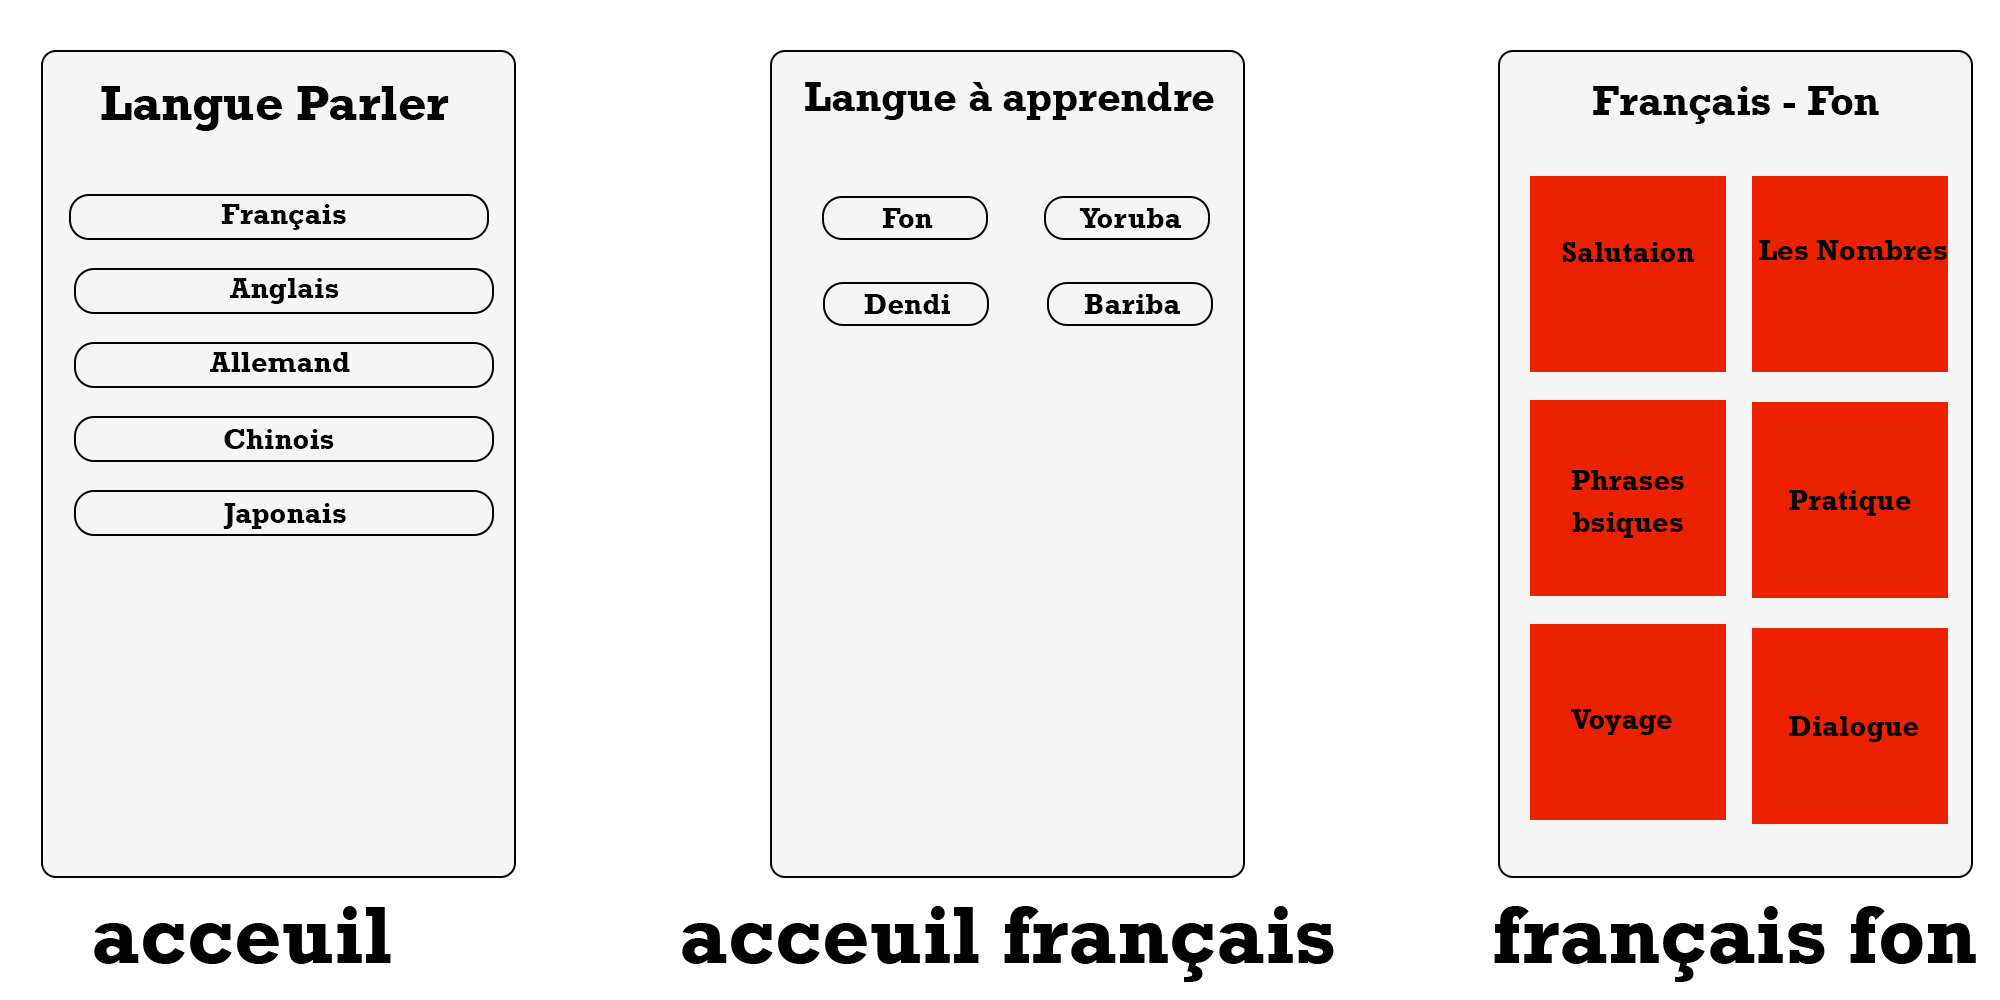 Langue Parler
Français
Anglais
Allemand
Chinois
Japonais
acceuil
Langue à apprendre
Fon
Yoruba
Dendi
Bariba
acceuil français
Français - Fon
Salutaion
Les Nombres
Phrases
bsiques
Pratique
Voyage
Dialogue
français fon